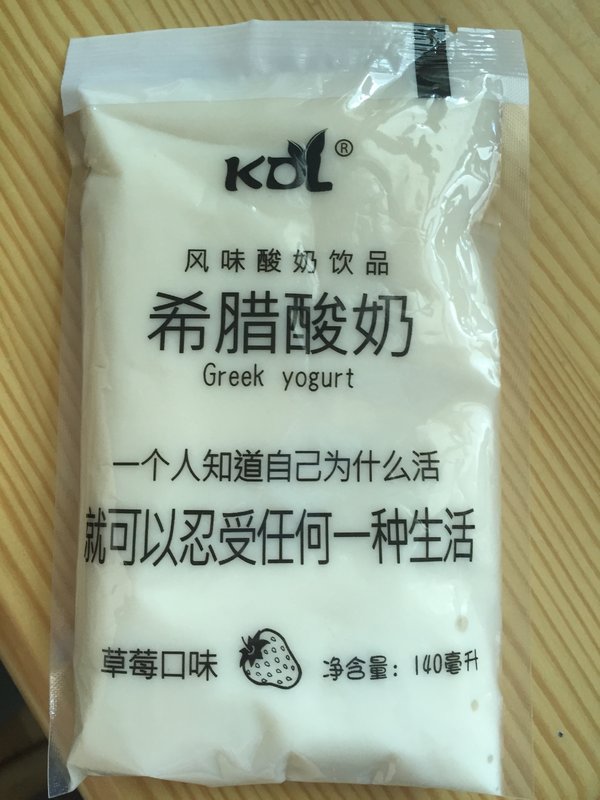 KOL®
风味酸奶饮品
希腊酸奶
Greek yogurt
一个人知道自己为什么活
就可以忍受任何一种生活
草莓口味 净含量：140毫升